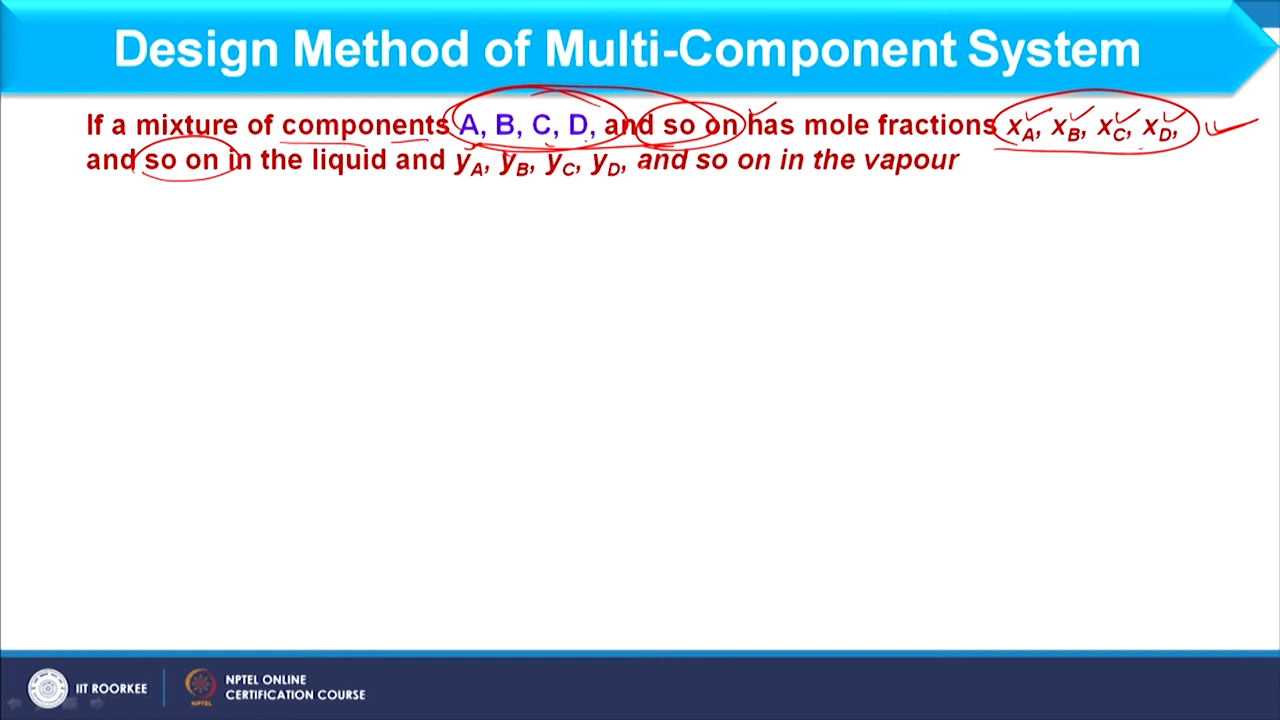 Design Method of Multi-Component System
If a mixture of components A, B, C, D, and so on has mole fractions xA, xB, xC, xD,
and so on in the liquid and yA, yB, yC, yD, and so on in the vapour
IIT ROORKEE
NPTEL
NPTEL ONLINE
CERTIFICATION COURSE